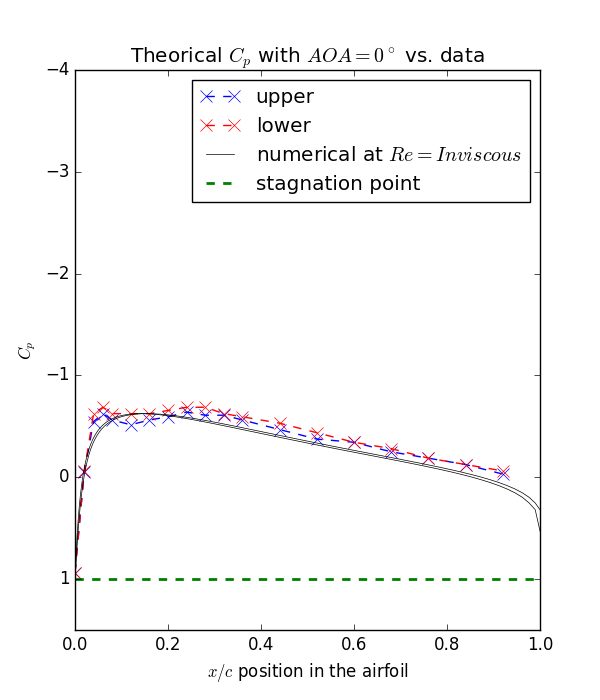 Theorical C_p with AOA = 0° vs. data
upper
lower
numerical at Re = Inviscous
stagnation point
−4
−3
−2
−1
0
1
C_p
0.0 0.2 0.4 0.6 0.8 1.0
x/c position in the airfoil